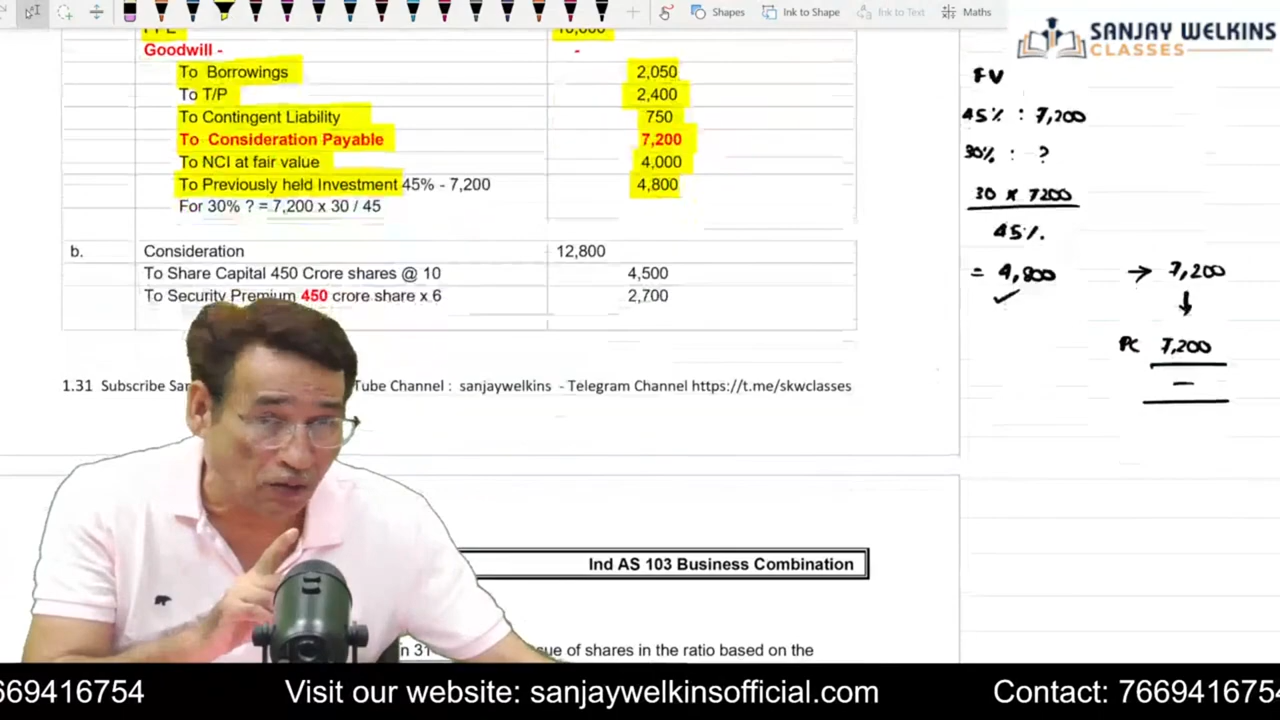 Shapes
Ink to Shape
Ink to Text
Maths
SANJAY WELKINS
CLASSES
Goodwill - -
To Borrowings 2,050
To T/P 2,400
To Contingent Liability 750
To Consideration Payable 7,200
To NCI at fair value 4,000
To Previously held Investment 45% - 7,200 4,800
For 30% ? = 7,200 x 30 / 45
b. Consideration 12,800
To Share Capital 450 Crore shares @ 10 4,500
To Security Premium 450 crore share x 6 2,700
FV
45% : 7,200
30% : ?
30 x 7200
45%.
= 4,800
→ 7,200
PC 7,200
1.31 Subscribe Tube Channel : sanjaywelkins - Telegram Channel https://t.me/skwclasses
Ind AS 103 Business Combination
of shares in the ratio based on the
669416754 Visit our website: sanjaywelkinsofficial.com Contact: 7669416754